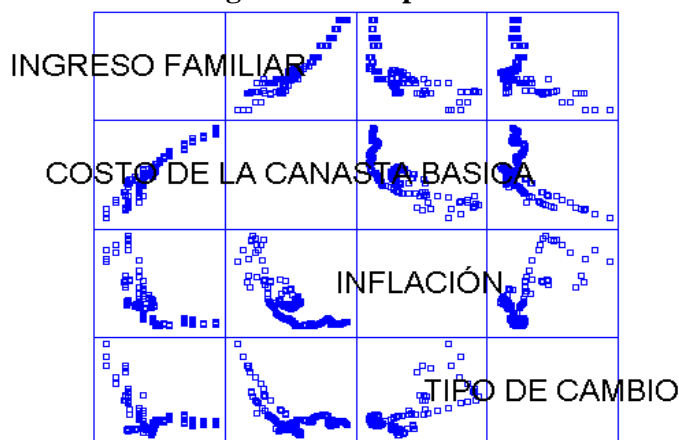 INGRESO FAMILIAR
COSTO DE LA CANASTA BASICA
INFLACIÓN
TIPO DE CAMBIO